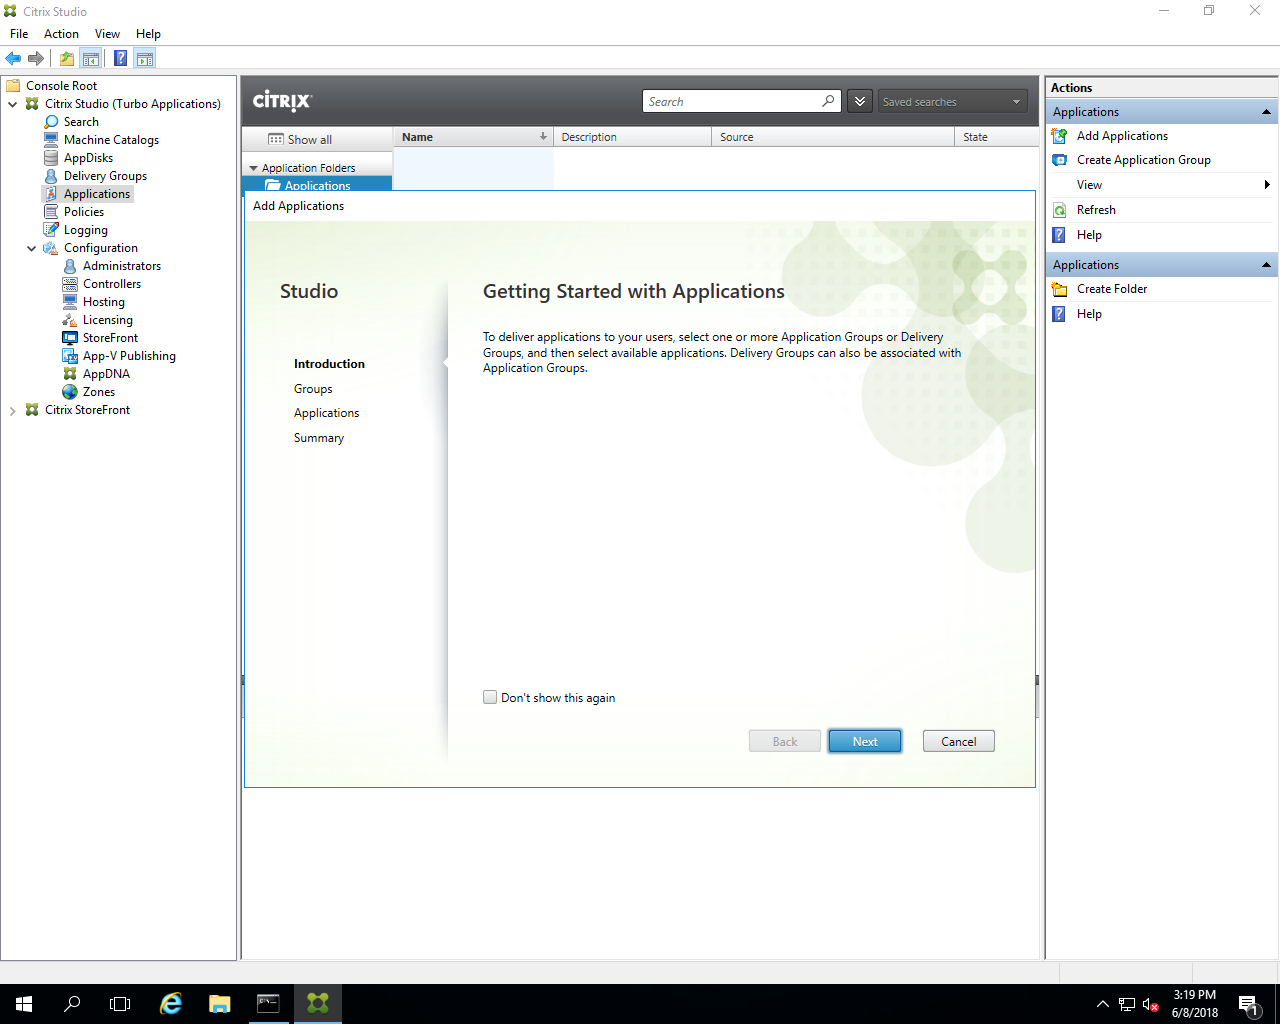 Citrix Studio
File Action View Help
Console Root
Citrix Studio (Turbo Applications)
Search
Machine Catalogs
AppDisks
Delivery Groups
Applications
Policies
Logging
Configuration
Administrators
Controllers
Hosting
Licensing
StoreFront
App-V Publishing
AppDNA
Zones
Citrix StoreFront
CİTRIX
Search
Saved searches
Show all
Name Description Source State
Application Folders
Applications
Add Applications
Studio
Introduction
Groups
Applications
Summary
Getting Started with Applications
To deliver applications to your users, select one or more Application Groups or Delivery
Groups, and then select available applications. Delivery Groups can also be associated with
Application Groups.
Don't show this again
Back Next Cancel
Actions
Applications
Add Applications
Create Application Group
View
Refresh
Help
Applications
Create Folder
Help
3:19 PM
6/8/2018
1